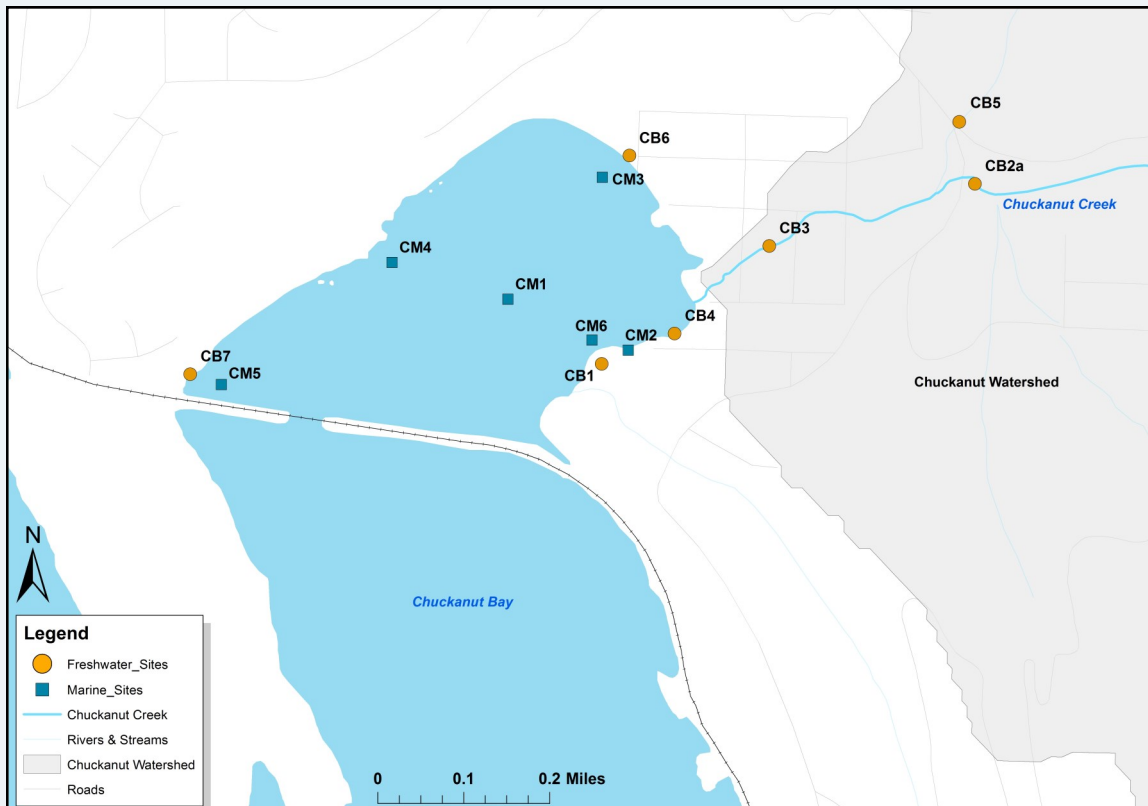 CB5
CB6
CB2a
CM3
Chuckanut Creek
CB3
CM4
CM1
CB4
CM6
CM2
CB7
CM5
CB1
Chuckanut Watershed
N
Chuckanut Bay
Legend
Freshwater_Sites
Marine_Sites
Chuckanut Creek
Rivers & Streams
Chuckanut Watershed
Roads
0 0.1 0.2 Miles